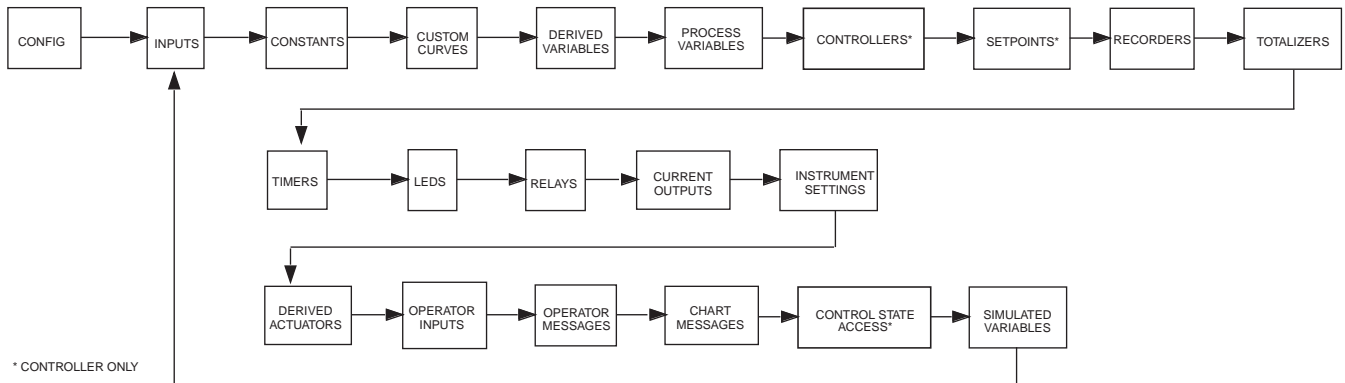 CONFIG
INPUTS
CONSTANTS
CUSTOM
CURVES
DERIVED
VARIABLES
PROCESS
VARIABLES
CONTROLLERS*
SETPOINTS*
RECORDERS
TOTALIZERS
TIMERS
LEDS
RELAYS
CURRENT
OUTPUTS
INSTRUMENT
SETTINGS
DERIVED
ACTUATORS
OPERATOR
INPUTS
OPERATOR
MESSAGES
CHART
MESSAGES
CONTROL STATE
ACCESS*
SIMULATED
VARIABLES
* CONTROLLER ONLY